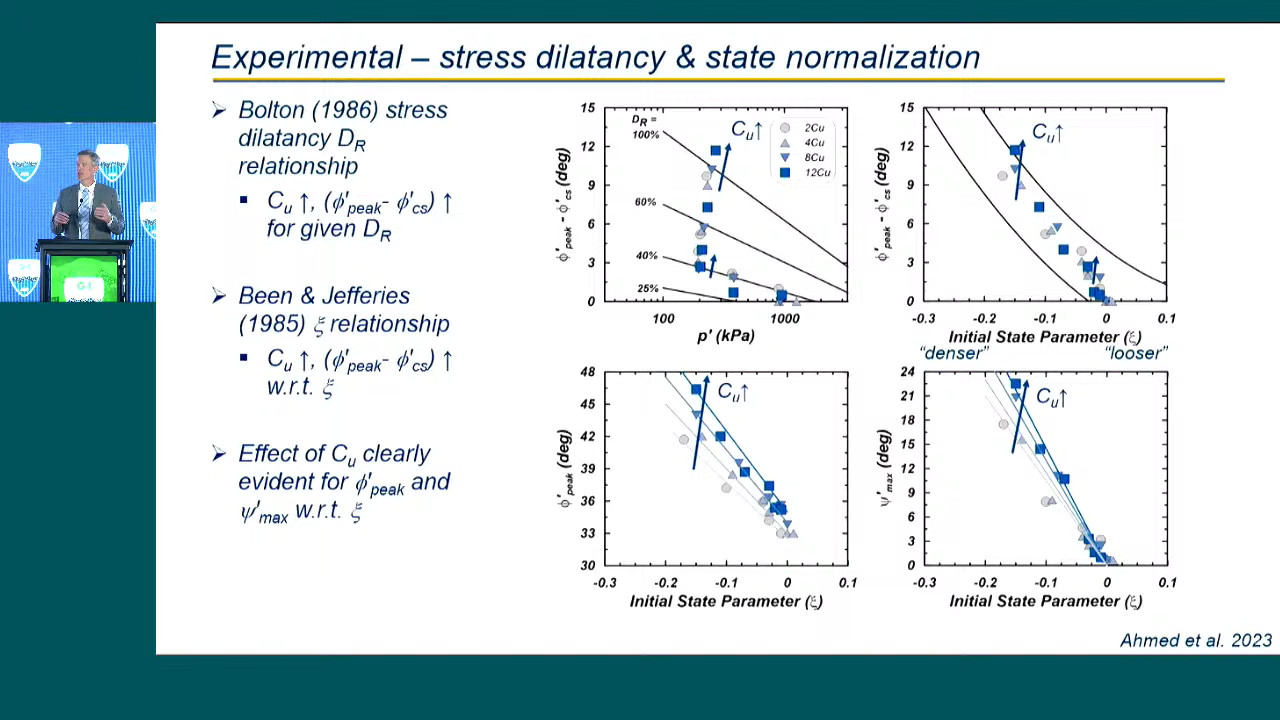 Experimental – stress dilatancy & state normalization
➢ Bolton (1986) stress
dilatancy D_R
relationship
▪ C_u ↑, (ϕ'_peak- ϕ'_cs) ↑
for given D_R
➢ Been & Jefferies
(1985) ξ relationship
▪ C_u ↑, (ϕ'_peak- ϕ'_cs) ↑
w.r.t. ξ
➢ Effect of C_u clearly
evident for ϕ'_peak and
ψ'_max w.r.t. ξ
15
12
9
6
3
0
ϕ'_peak - ϕ'_cs (deg)
D_R =
100%
60%
40%
25%
C_u↑
2Cu
4Cu
8Cu
12Cu
100 1000
p' (kPa)
15
12
9
6
3
0
ϕ'_peak - ϕ'_cs (deg)
C_u↑
-0.3 -0.2 -0.1 0 0.1
Initial State Parameter (ξ)
"denser" "looser"
48
45
42
39
36
33
30
ϕ'_peak (deg)
C_u↑
-0.3 -0.2 -0.1 0 0.1
Initial State Parameter (ξ)
24
21
18
15
12
9
6
3
0
ψ'_max (deg)
C_u↑
-0.3 -0.2 -0.1 0 0.1
Initial State Parameter (ξ)
Ahmed et al. 2023